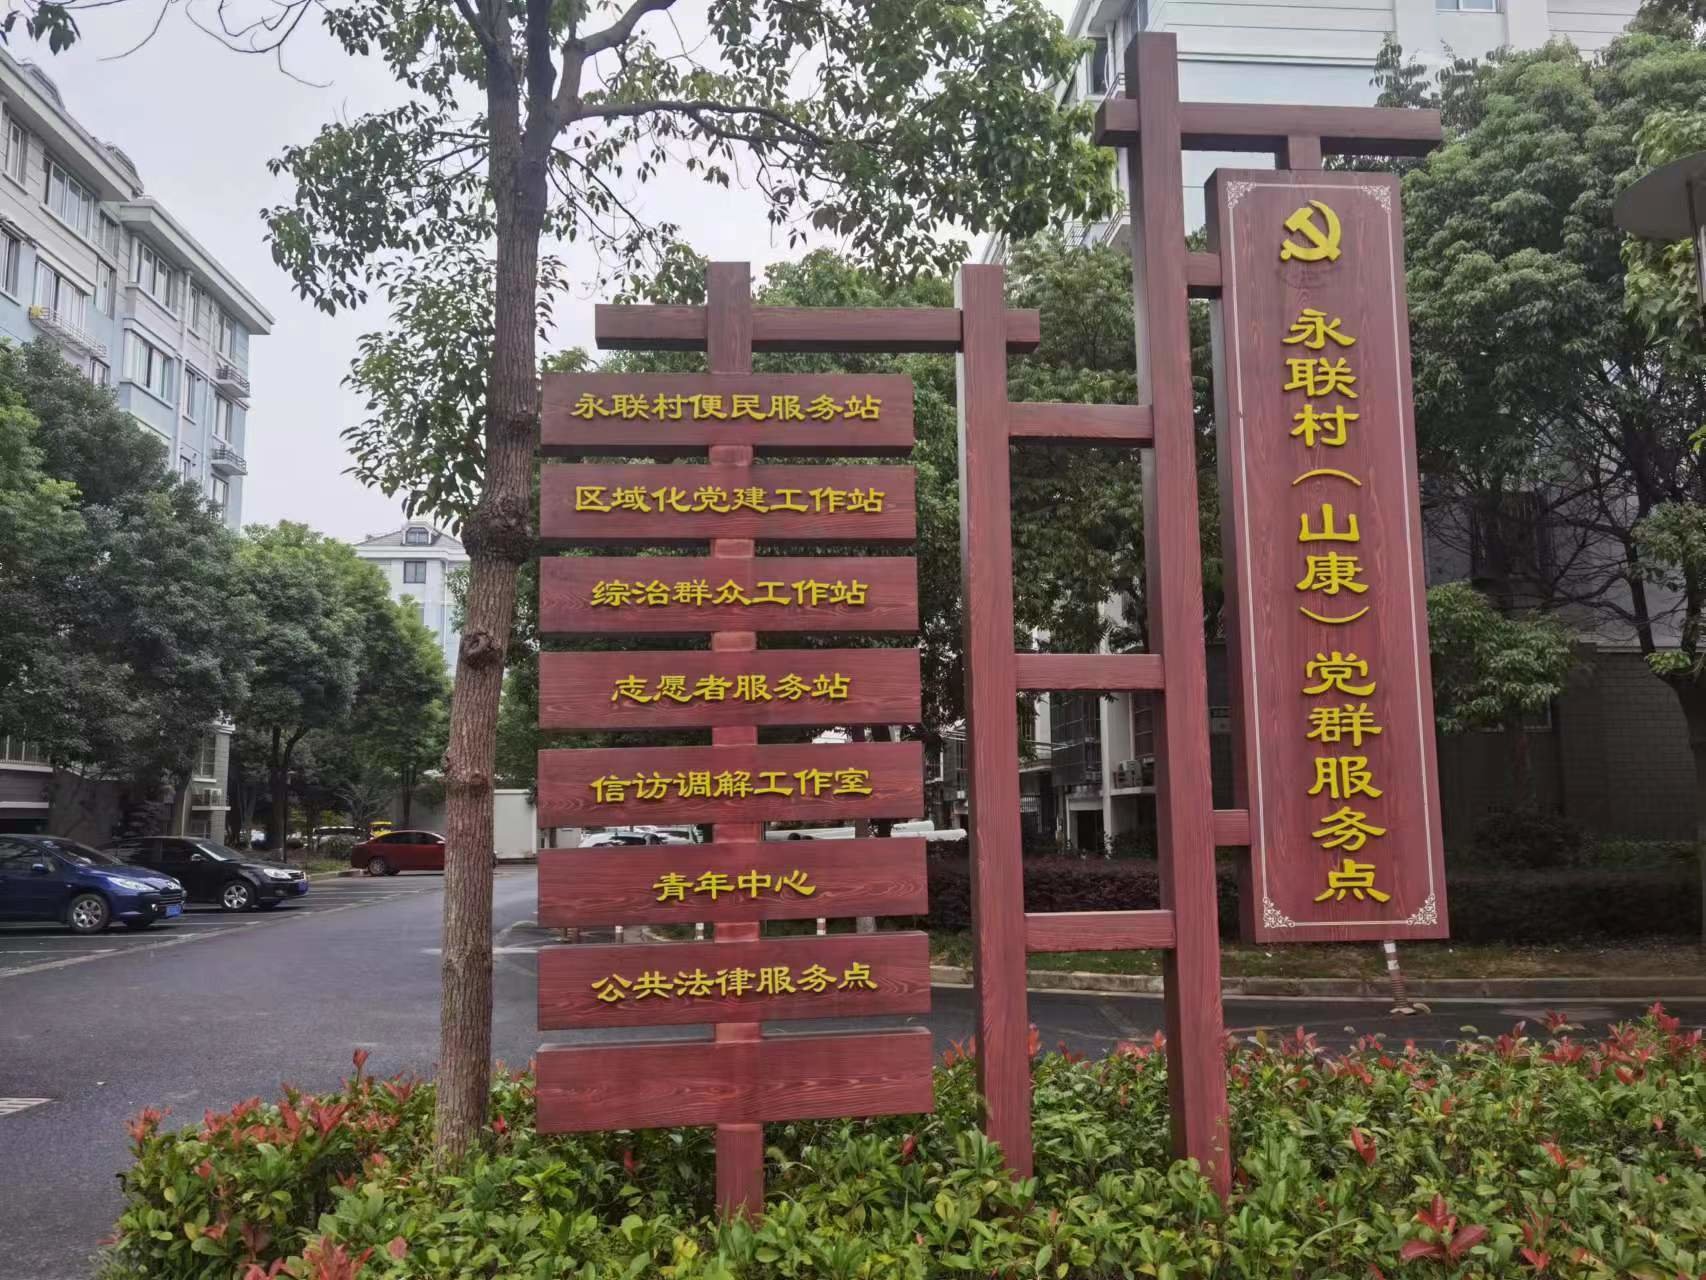 永联村便民服务站
区域化党建工作站
综治群众工作站
志愿者服务站
信访调解工作室
青年中心
公共法律服务点
永联村（山康）党群服务点